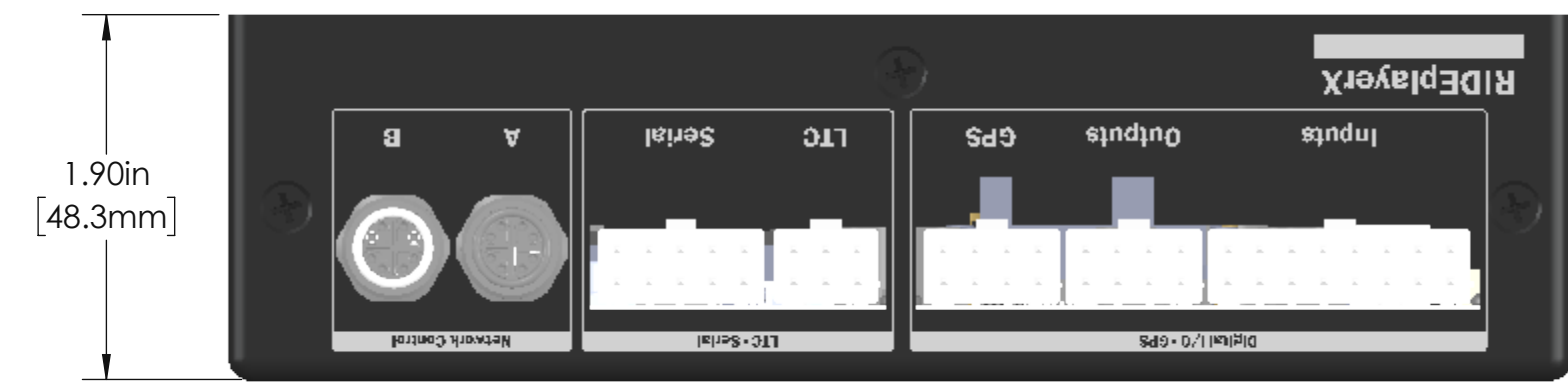 1.90in
[48.3mm]
RIDEplayerX
Inputs
Outputs
GPS
LTC
Serial
A
B
Digital I/O • GPS
LTC • Serial
Network Control